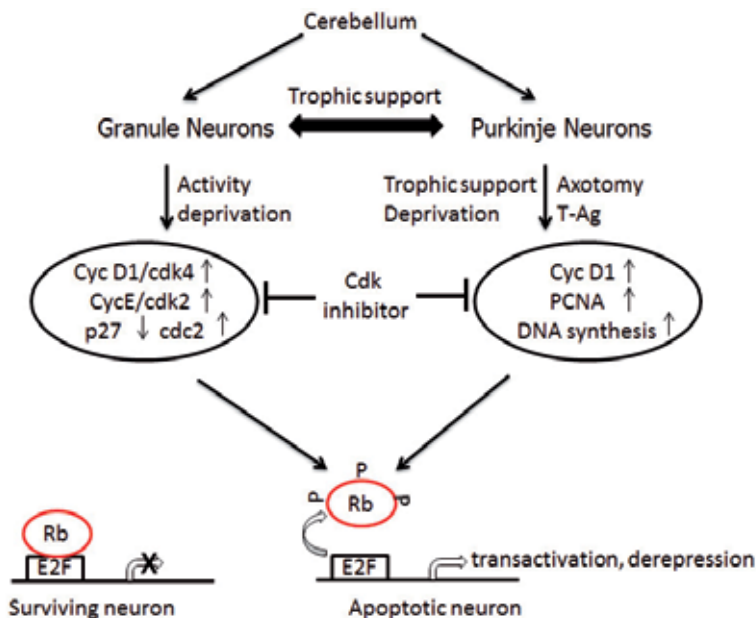 Cerebellum
Trophic support
Granule Neurons
Purkinje Neurons
Activity
deprivation
Trophic support
Deprivation
Axotomy
T-Ag
Cyc D1/cdk4 ↑
CycE/cdk2 ↑
p27 ↓ cdc2 ↑
Cdk
inhibitor
Cyc D1 ↑
PCNA ↑
DNA synthesis ↑
P
P
Rb
P
Rb
E2F
X
Surviving neuron
E2F
transactivation, derepression
Apoptotic neuron